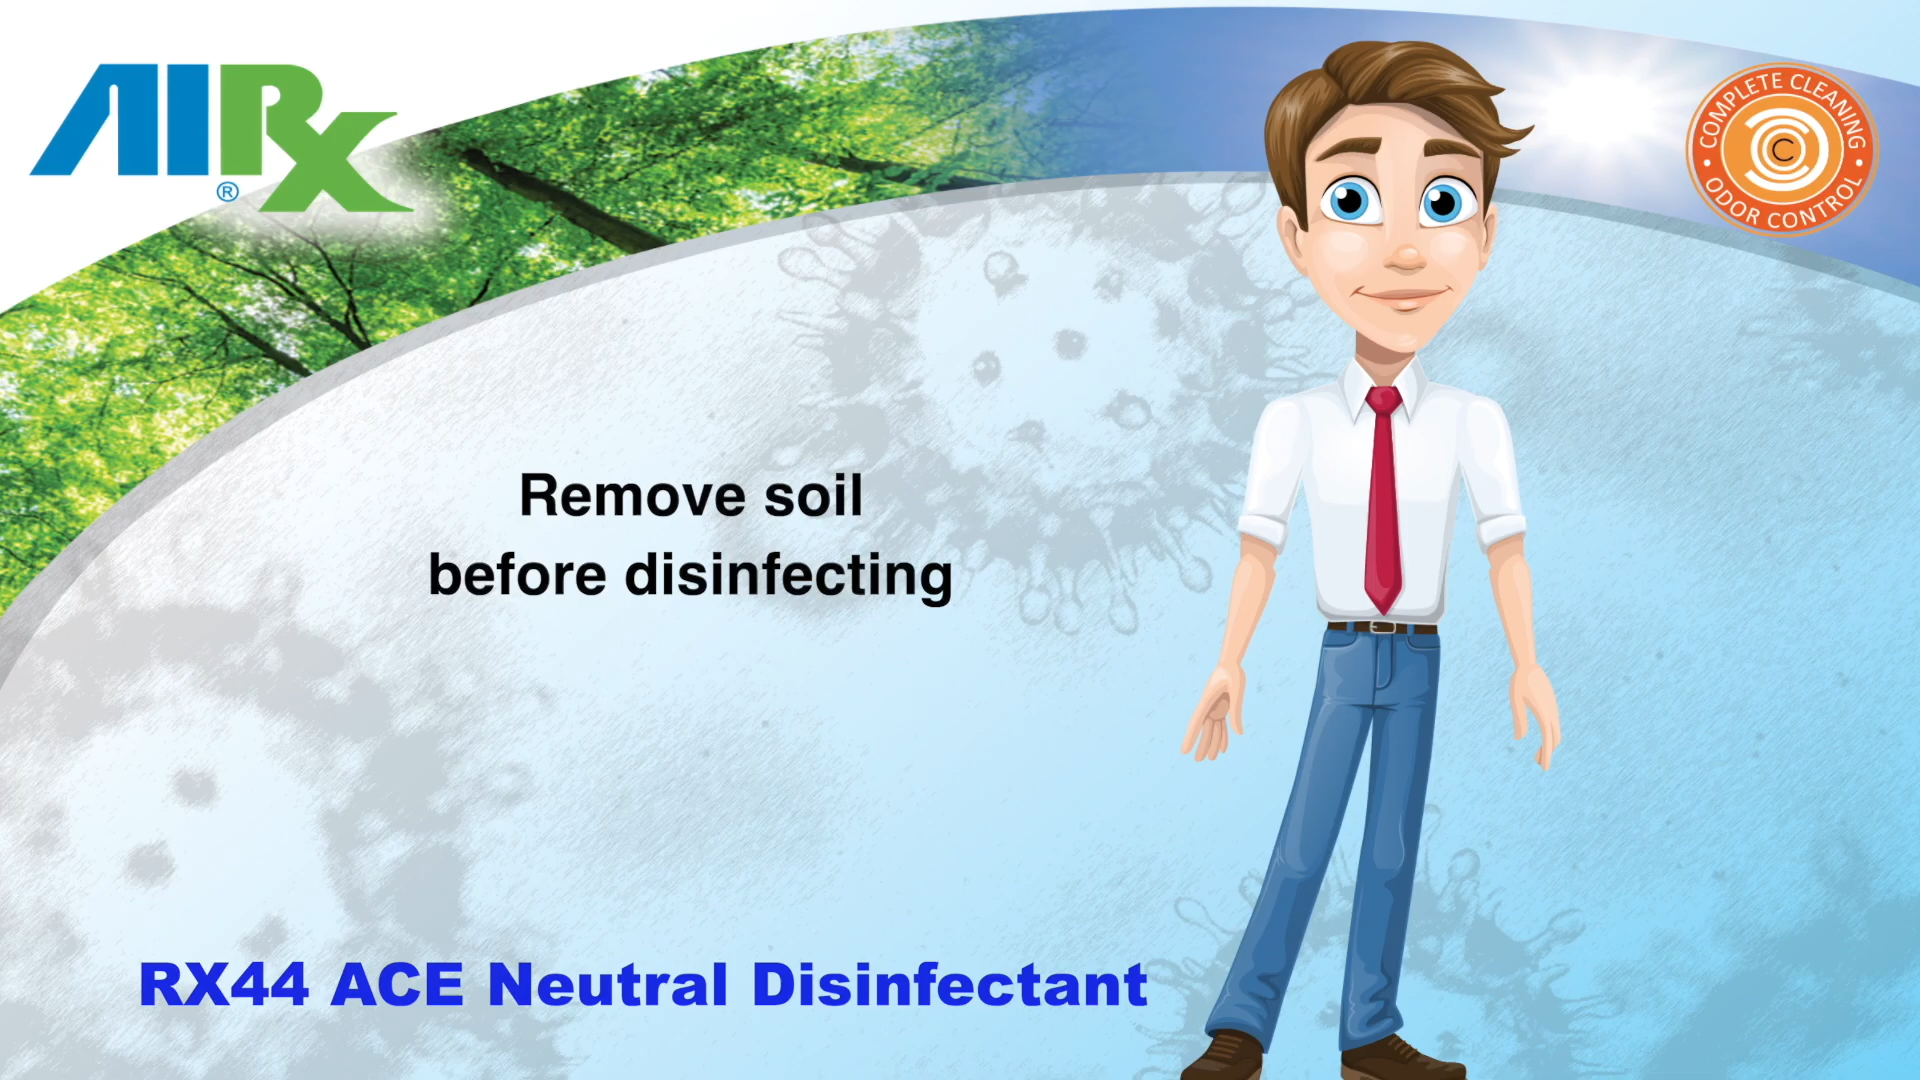 AIRx
®
COMPLETE CLEANING
• ODOR CONTROL •
C
Remove soil
before disinfecting
RX44 ACE Neutral Disinfectant